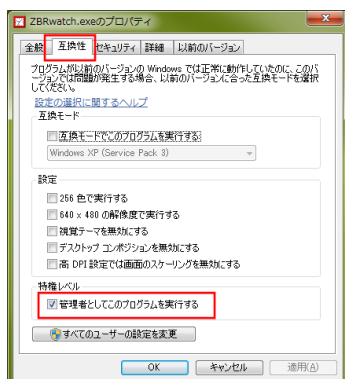 ZBRwatch.exeのプロパティ
全般 互換性 セキュリティ 詳細 以前のバージョン
プログラムが以前のバージョンの Windows では正常に動作していたのに、このバ
ージョンでは問題が発生する場合、以前のバージョンに合った互換モードを選択
してください。
設定の選択に関するヘルプ
互換モード
互換モードでこのプログラムを実行する:
Windows XP (Service Pack 3)
設定
256 色で実行する
640 x 480 の解像度で実行する
視覚テーマを無効にする
デスクトップ コンポジションを無効にする
高 DPI 設定では画面のスケーリングを無効にする
特権レベル
管理者としてこのプログラムを実行する
すべてのユーザーの設定を変更
OK キャンセル 適用(A)